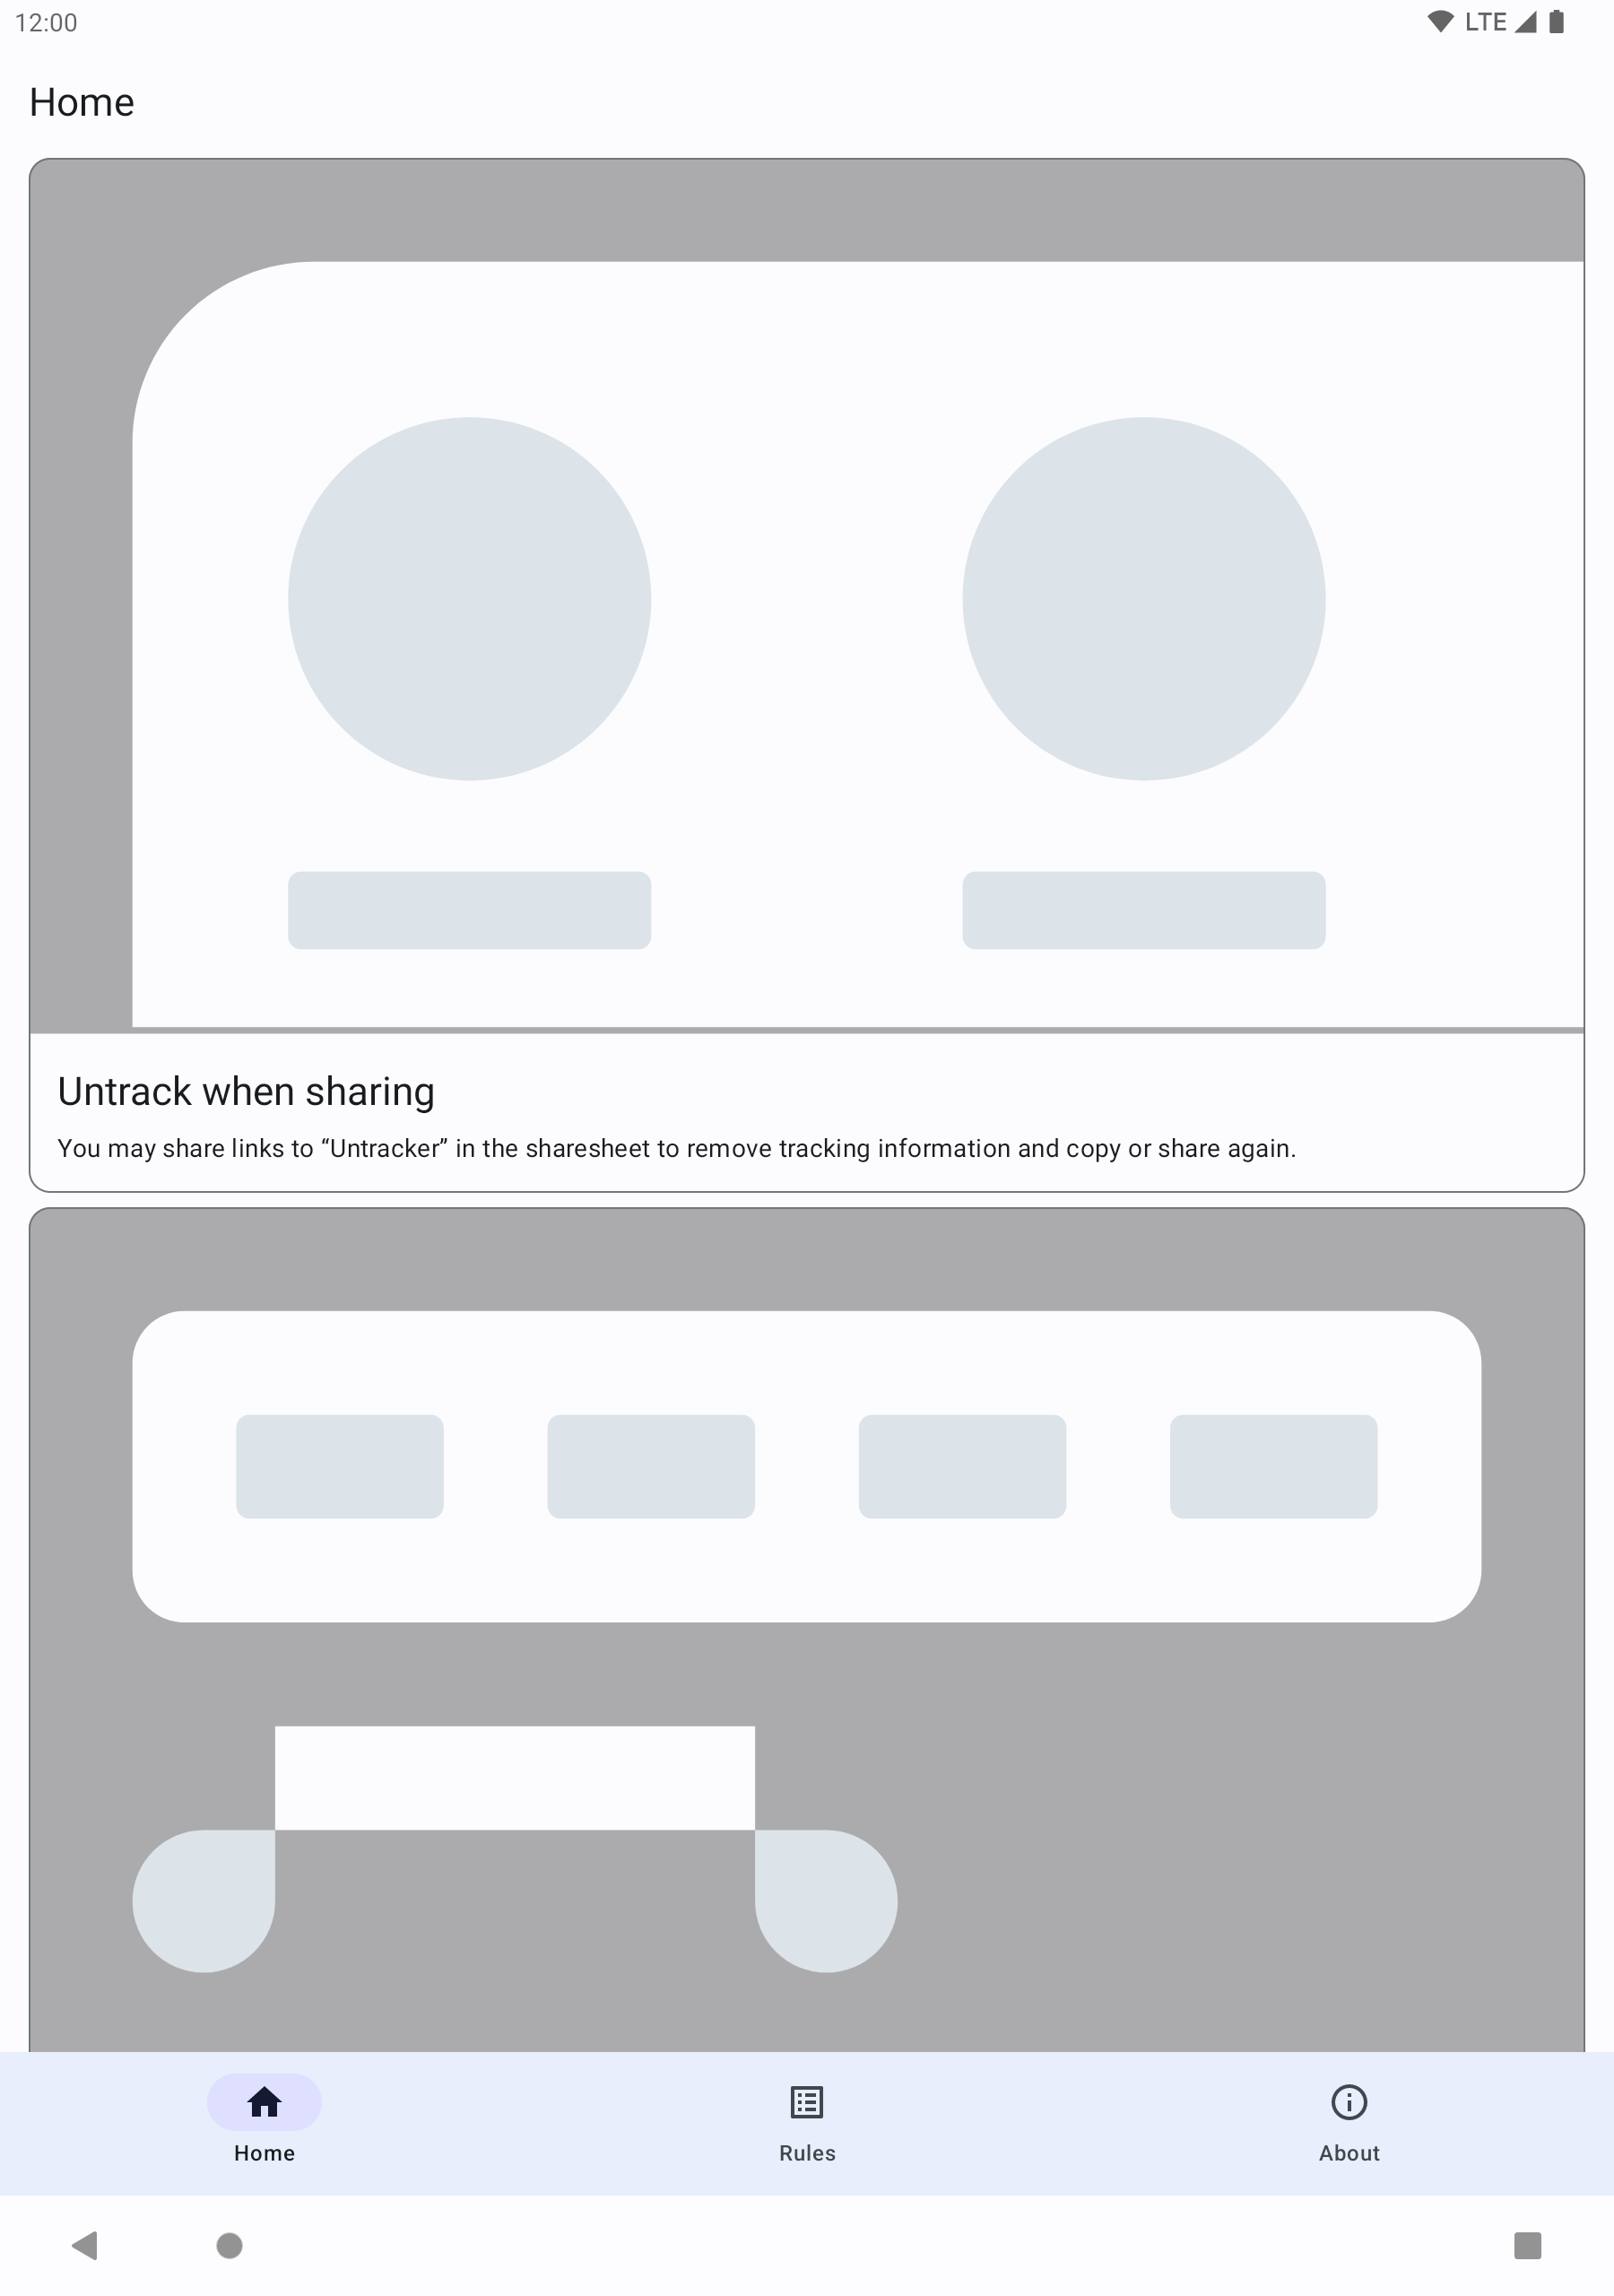 12:00
LTE
Home
Untrack when sharing
You may share links to “Untracker” in the sharesheet to remove tracking information and copy or share again.
Home
Rules
About